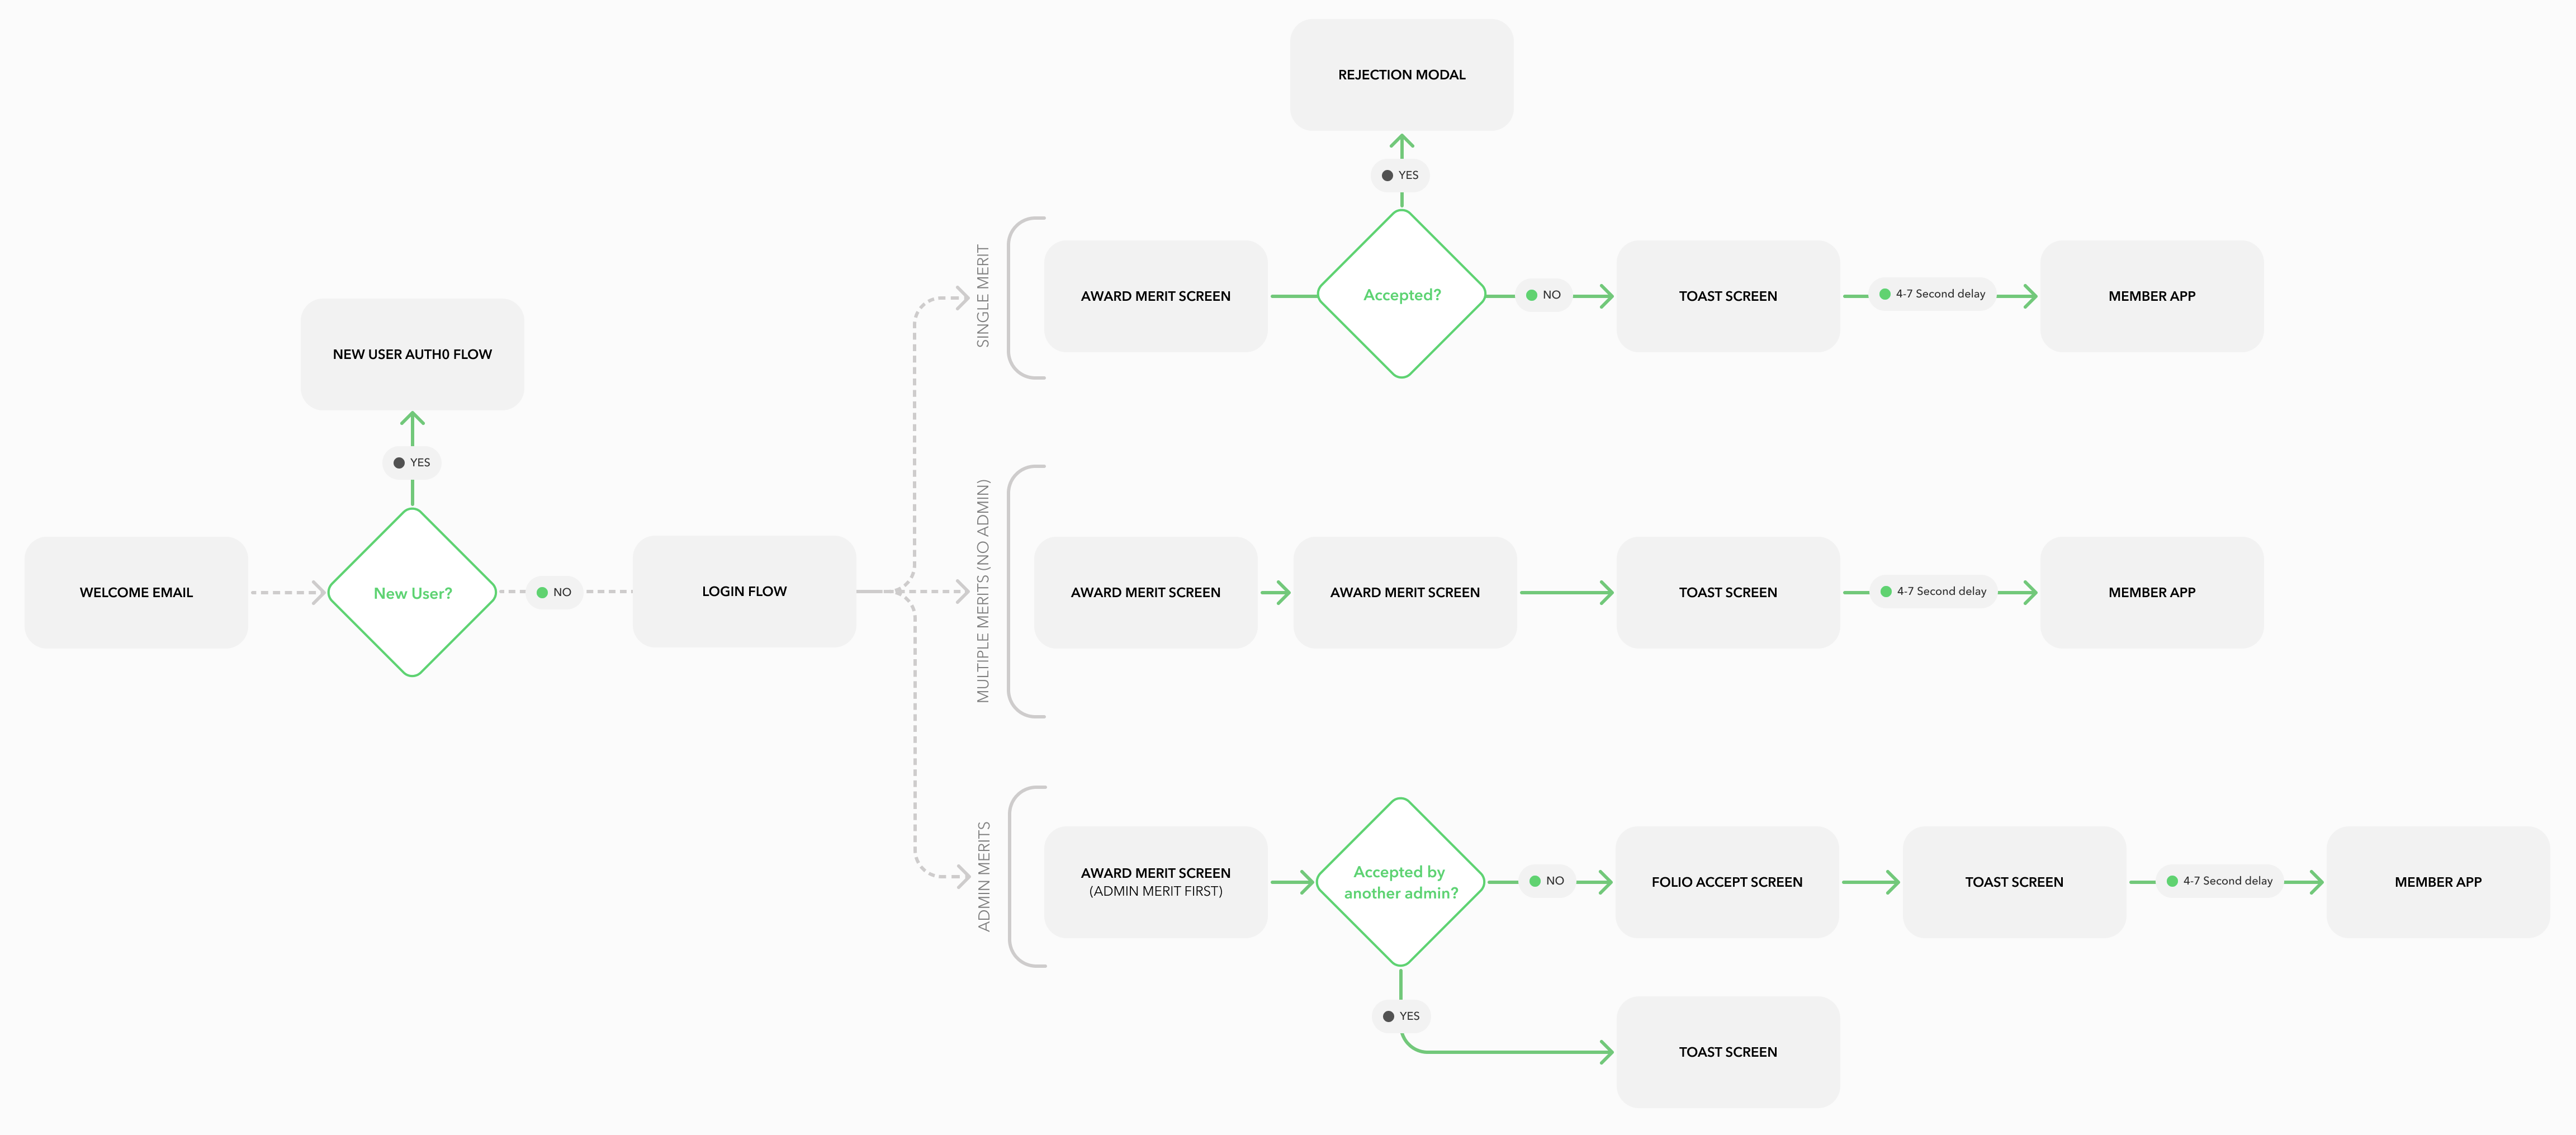 REJECTION MODAL
YES
SINGLE MERIT
AWARD MERIT SCREEN
Accepted?
NO
TOAST SCREEN
4-7 Second delay
MEMBER APP
NEW USER AUTH0 FLOW
YES
WELCOME EMAIL
New User?
NO
LOGIN FLOW
MULTIPLE MERITS (NO ADMIN)
AWARD MERIT SCREEN
AWARD MERIT SCREEN
TOAST SCREEN
4-7 Second delay
MEMBER APP
ADMIN MERITS
AWARD MERIT SCREEN
(ADMIN MERIT FIRST)
Accepted by
another admin?
NO
FOLIO ACCEPT SCREEN
TOAST SCREEN
4-7 Second delay
MEMBER APP
YES
TOAST SCREEN